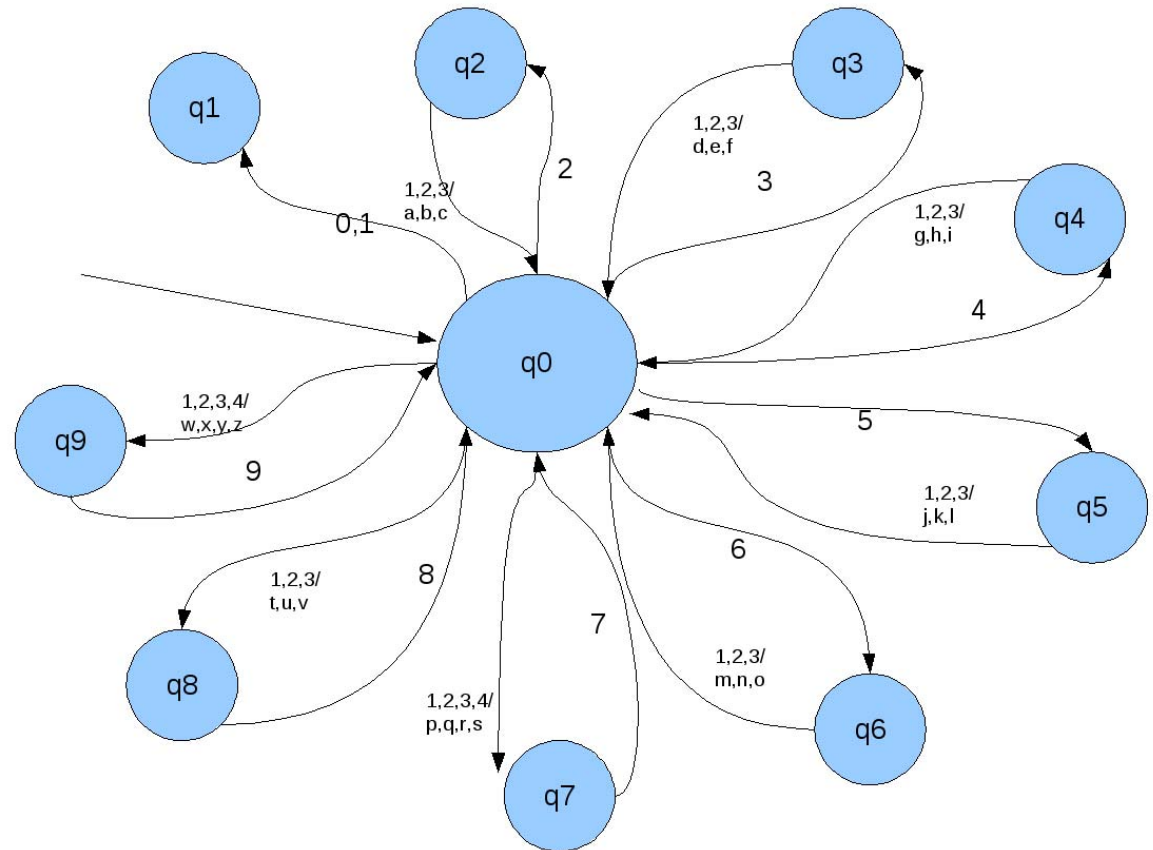 q2
q3
q1
1,2,3/
d,e,f
2
3
1,2,3/
a,b,c
q4
1,2,3/
g,h,i
0,1
4
q0
1,2,3,4/
w,x,y,z
5
q9
9
1,2,3/
j,k,l
q5
6
1,2,3/
t,u,v
8
7
1,2,3/
m,n,o
q8
1,2,3,4/
p,q,r,s
q6
q7